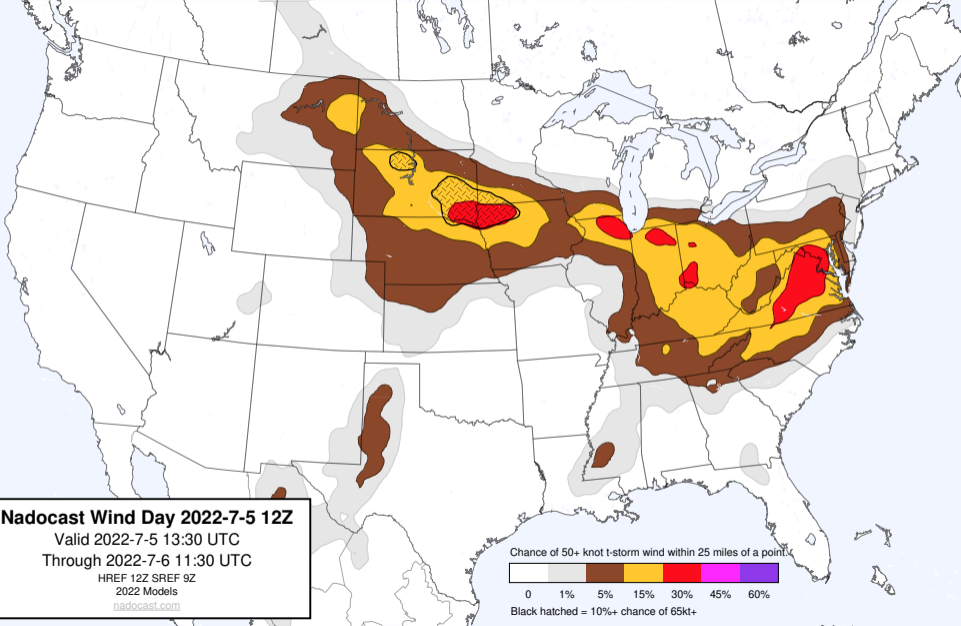 Nadocast Wind Day 2022-7-5 12Z
Valid 2022-7-5 13:30 UTC
Through 2022-7-6 11:30 UTC
HREF 12Z SREF 9Z
2022 Models
nadocast.com
Chance of 50+ knot t-storm wind within 25 miles of a point.
0 1% 5% 15% 30% 45% 60%
Black hatched = 10%+ chance of 65kt+